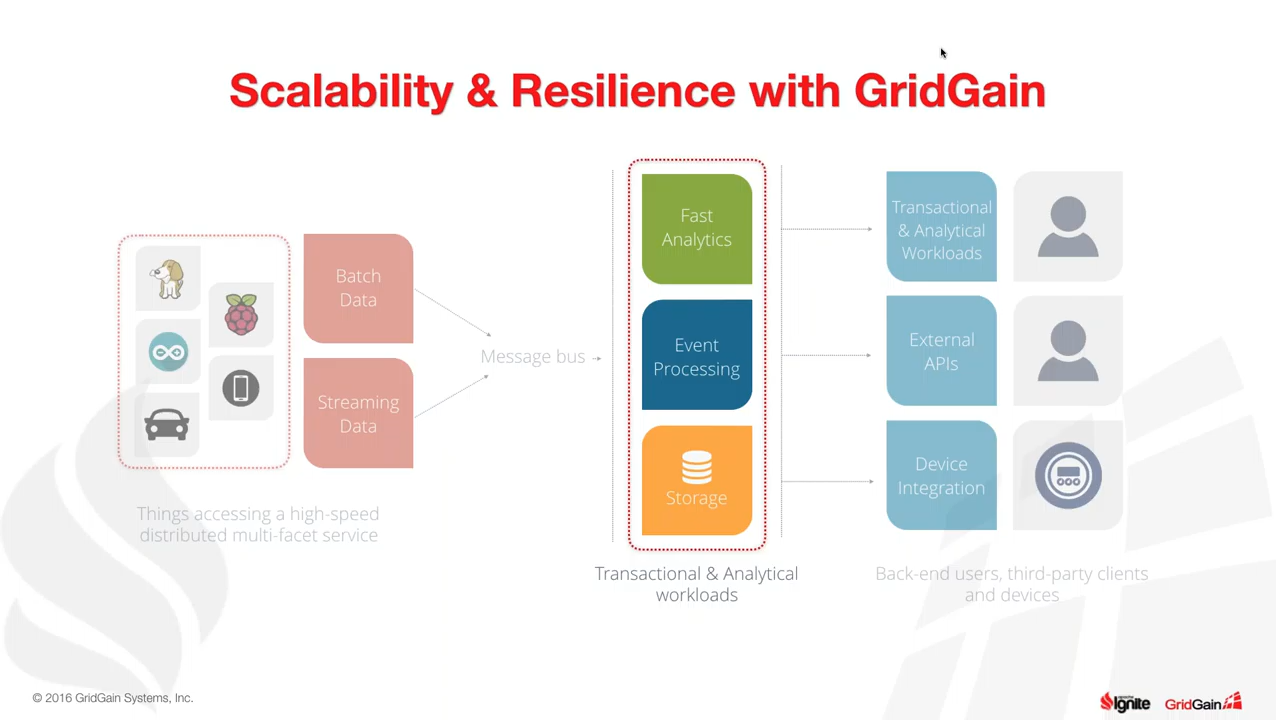 Scalability & Resilience with GridGain
Batch
Data
Streaming
Data
Things accessing a high-speed
distributed multi-facet service
Message bus
Fast
Analytics
Event
Processing
Storage
Transactional & Analytical
workloads
Transactional
& Analytical
Workloads
External
APIs
Device
Integration
Back-end users, third-party clients
and devices
© 2016 GridGain Systems, Inc.
Ignite
GridGain